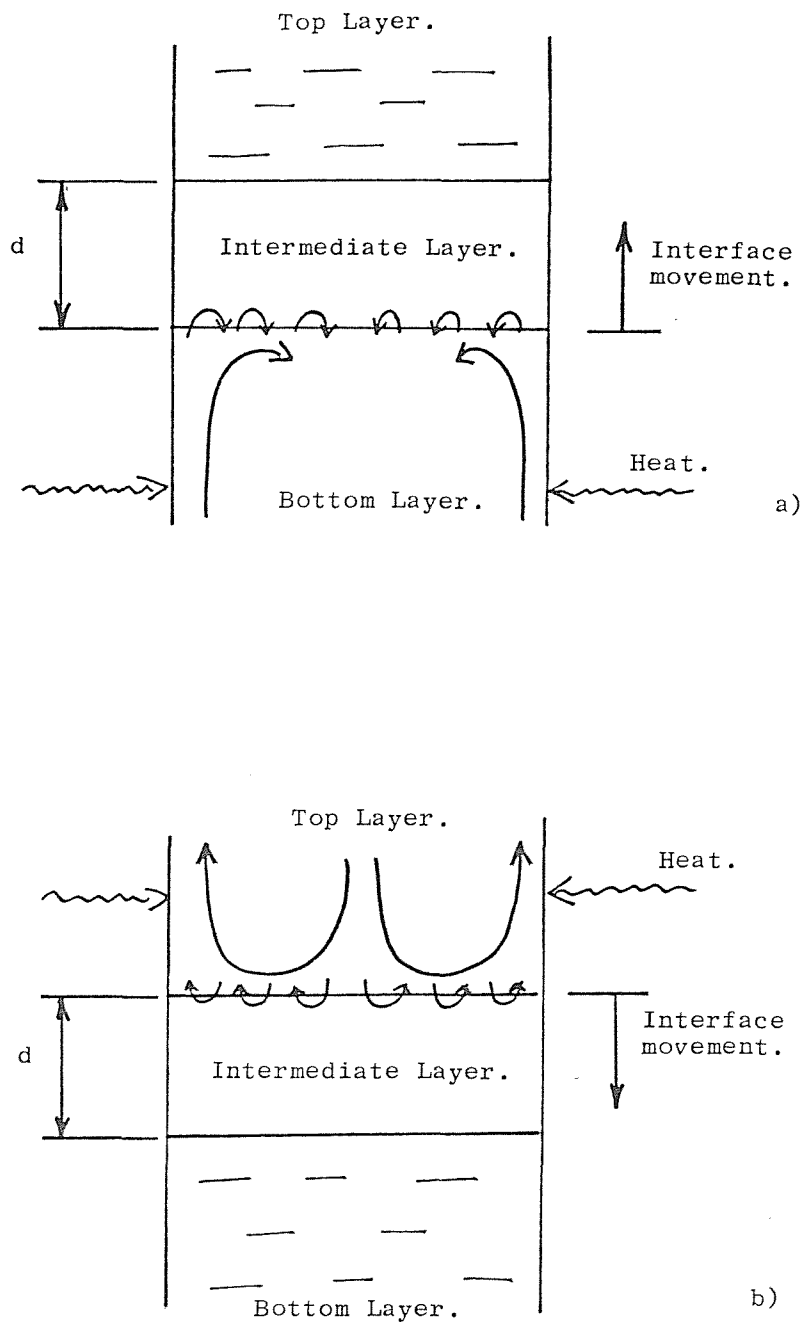 Top Layer.
d
Intermediate Layer.
Interface
movement.
Heat.
Bottom Layer.
a)
Top Layer.
Heat.
d
Interface
movement.
Intermediate Layer.
Bottom Layer.
b)